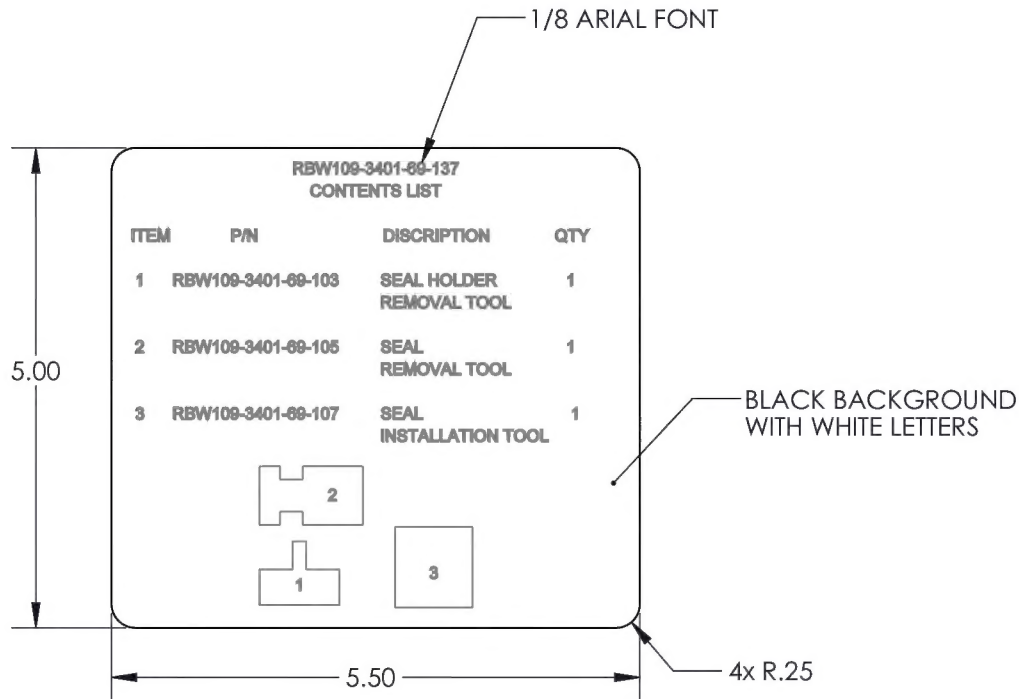 1/8 ARIAL FONT
RBW109-3401-69-137
CONTENTS LIST
ITEM P/N DISCRIPTION QTY
1 RBW109-3401-69-103 SEAL HOLDER 1
REMOVAL TOOL
2 RBW109-3401-69-105 SEAL 1
REMOVAL TOOL
3 RBW109-3401-69-107 SEAL 1
INSTALLATION TOOL
5.00
BLACK BACKGROUND
WITH WHITE LETTERS
2
1
3
5.50
4x R.25